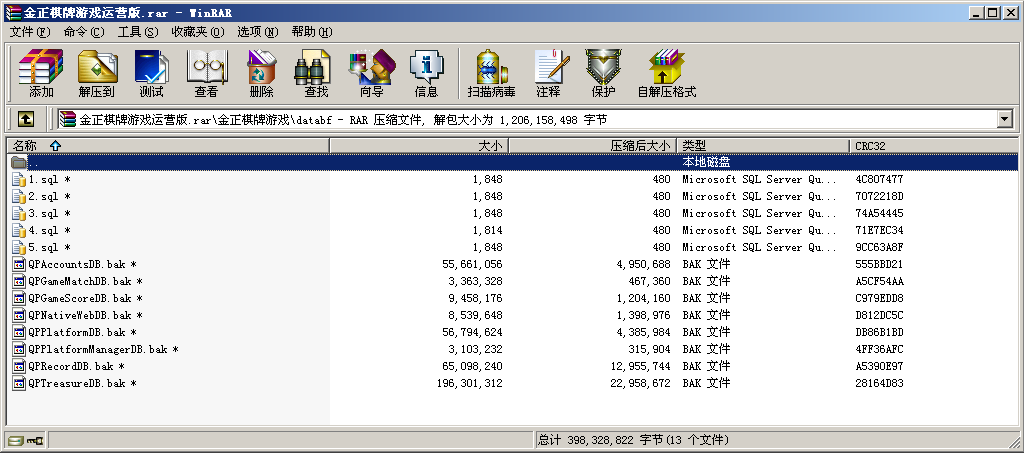 金正棋牌游戏运营版.rar - WinRAR
文件(F) 命令(C) 工具(S) 收藏夹(O) 选项(N) 帮助(H)
添加 解压到 测试 查看 删除 查找 向导 信息 扫描病毒 注释 保护 自解压格式
金正棋牌游戏运营版.rar\金正棋牌游戏\databf - RAR 压缩文件, 解包大小为 1,206,158,498 字节
名称 大小 压缩后大小 类型 CRC32
.. 本地磁盘
1.sql * 1,848 480 Microsoft SQL Server Qu... 4C807477
2.sql * 1,848 480 Microsoft SQL Server Qu... 7072218D
3.sql * 1,848 480 Microsoft SQL Server Qu... 74A54445
4.sql * 1,814 480 Microsoft SQL Server Qu... 71E7EC34
5.sql * 1,848 480 Microsoft SQL Server Qu... 9CC63A8F
QPAccountsDB.bak * 55,661,056 4,950,688 BAK 文件 555BBD21
QPGameMatchDB.bak * 3,363,328 467,360 BAK 文件 A5CF54AA
QPGameScoreDB.bak * 9,458,176 1,204,160 BAK 文件 C979EDD8
QPNativeWebDB.bak * 8,539,648 1,398,976 BAK 文件 D812DC5C
QPPlatformDB.bak * 56,794,624 4,385,984 BAK 文件 DB86B1BD
QPPlatformManagerDB.bak * 3,103,232 315,904 BAK 文件 4FF36AFC
QPRecordDB.bak * 65,098,240 12,955,744 BAK 文件 A5390E97
QPTreasureDB.bak * 196,301,312 22,958,672 BAK 文件 28164D83
总计 398,328,822 字节(13 个文件)